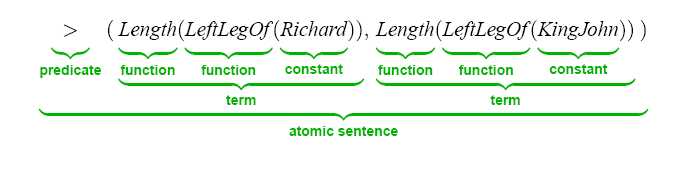 > ( Length(LeftLegOf(Richard)), Length(LeftLegOf(KingJohn)) )
predicate function function constant function function constant
term term
atomic sentence